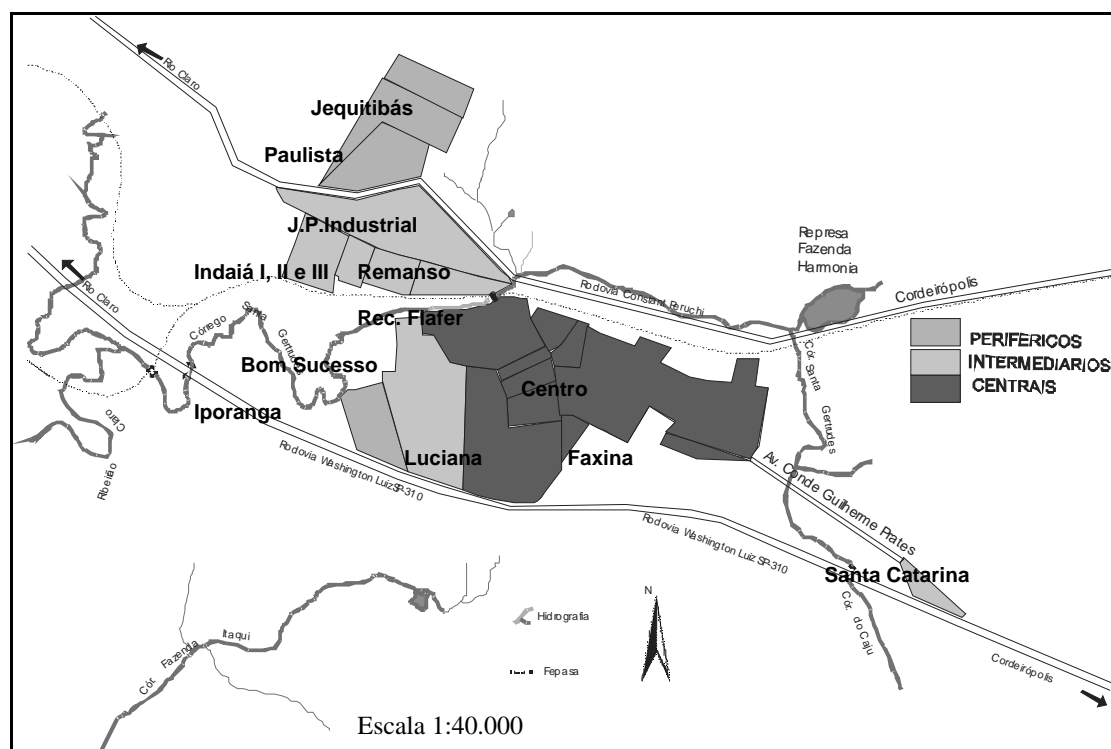 Rio Claro
Jequitibás
Paulista
J.P.Industrial
Indaiá I, II e III
Remanso
Represa
Fazenda
Harmonia
Cordeirópolis
Rio Claro
Rodovia Constant Peruchi
Córrego Santa Gertrudes
Rec. Flafer
PERIFÉRICOS
INTERMEDIARIOS
CENTRAIS
Bom Sucesso
Centro
Cór. Santa Gertrudes
Iporanga
Ribeirão Claro
Luciana
Faxina
Rodovia Washington Luiz SP-310
Av. Conde Guilherme Prates
Rodovia Washington Luiz SP-310
Santa Catarina
N
Hidrografia
Cór. do Caju
Cór. Fazenda Itaqui
Fepasa
Cordeirópolis
Escala 1:40.000